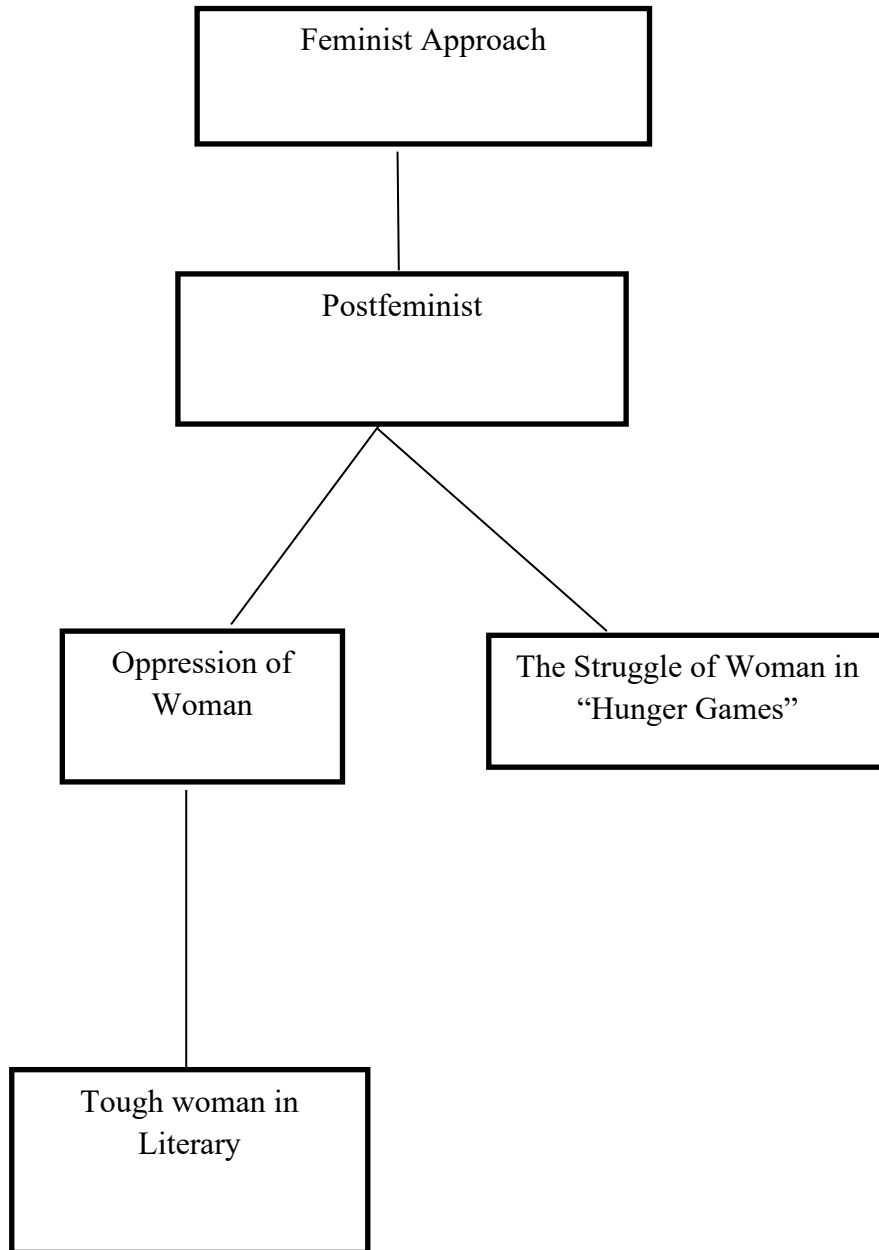 Feminist Approach
Postfeminist
Oppression of
Woman
The Struggle of Woman in
“Hunger Games”
Tough woman in
Literary